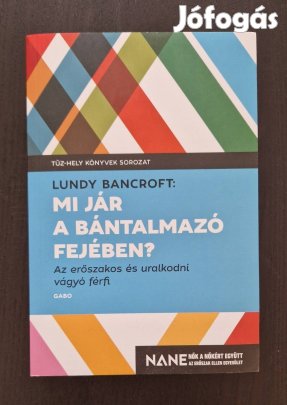 Jófogás
TŰZ-HELY KÖNYVEK SOROZAT
LUNDY BANCROFT:
MI JÁR
A BÁNTALMAZÓ
FEJÉBEN?
Az erőszakos és uralkodni
vágyó férfi
GABO
NANE NŐK A NŐKÉRT EGYÜTT
AZ ERŐSZAK ELLEN EGYESÜLET